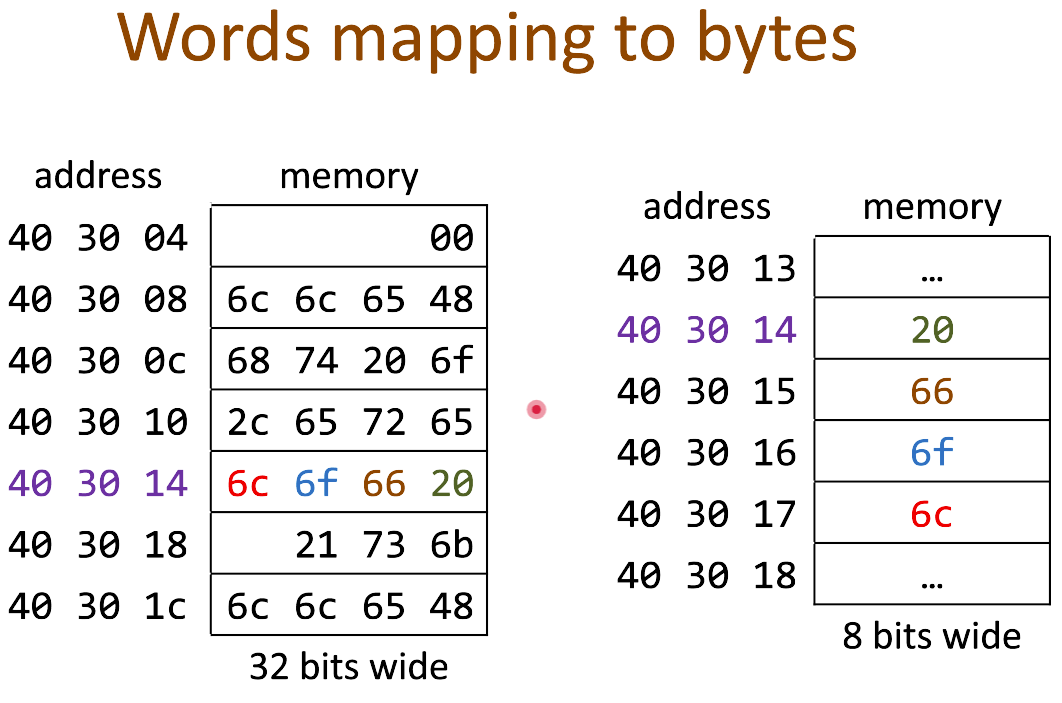 Words mapping to bytes
address memory
40 30 04 00
40 30 08 6c 6c 65 48
40 30 0c 68 74 20 6f
40 30 10 2c 65 72 65
40 30 14 6c 6f 66 20
40 30 18 21 73 6b
40 30 1c 6c 6c 65 48
32 bits wide
address memory
40 30 13 …
40 30 14 20
40 30 15 66
40 30 16 6f
40 30 17 6c
40 30 18 …
8 bits wide